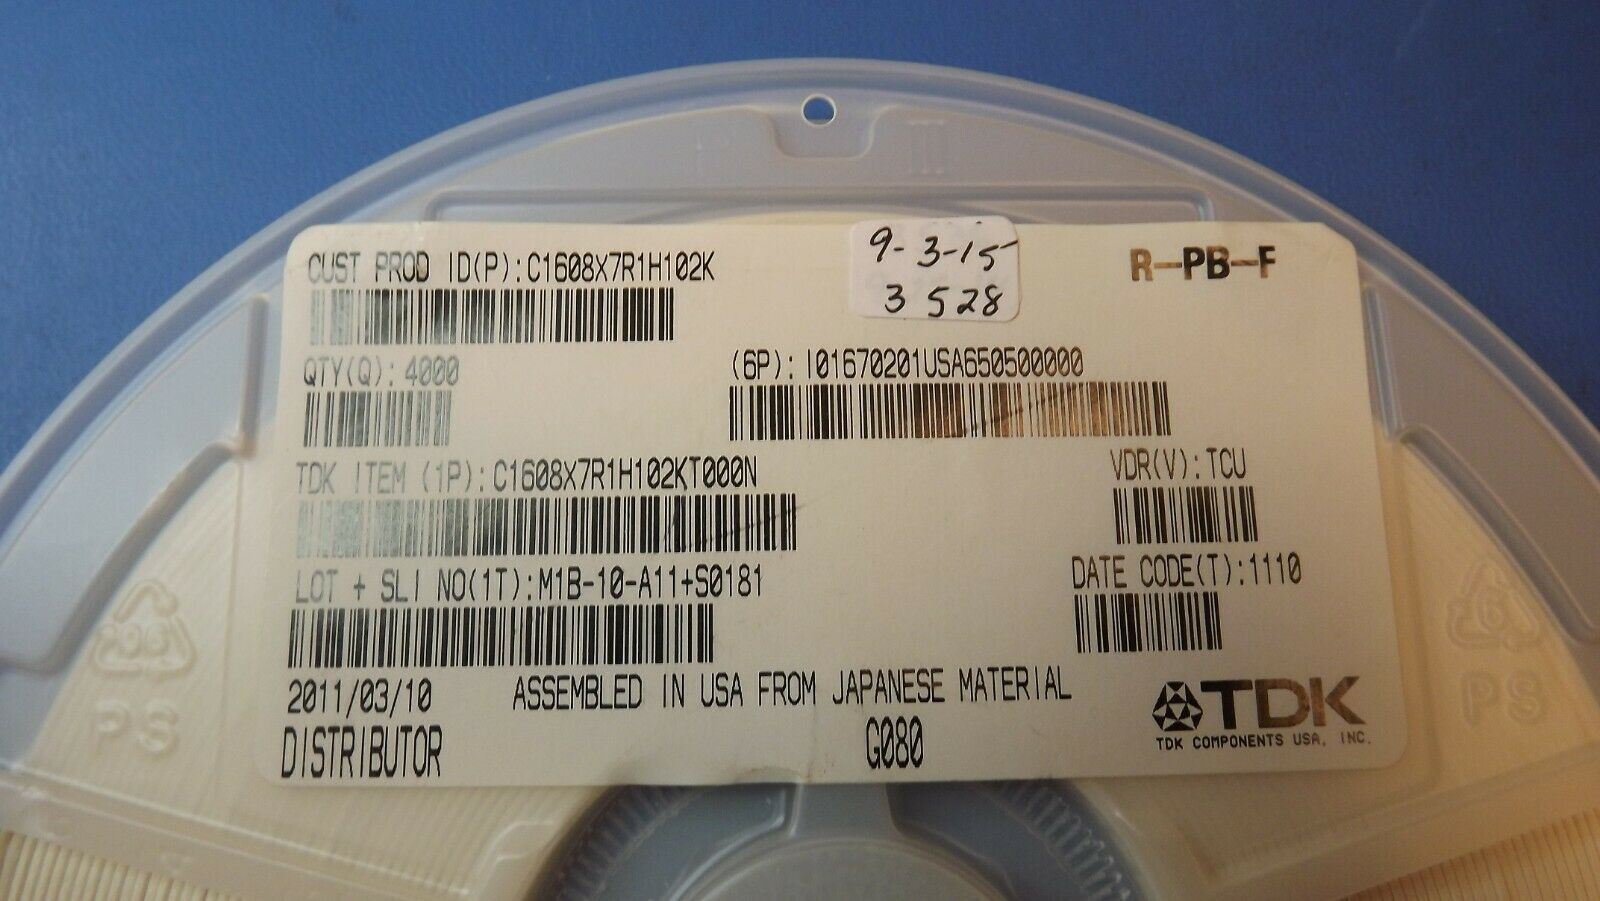 CUST PROD ID(P):C1608X7R1H102K
9-3-15
3 528
R-PB-F
QTY(Q):4000
(6P):I01670201USA650500000
TDK ITEM (1P):C1608X7R1H102KT000N
VDR(V):TCU
LOT + SLI NO(1T):M1B-10-A11+S0181
DATE CODE(T):1110
2011/03/10 ASSEMBLED IN USA FROM JAPANESE MATERIAL
DISTRIBUTOR
G080
TDK
TDK COMPONENTS USA, INC.
PS
6
PS